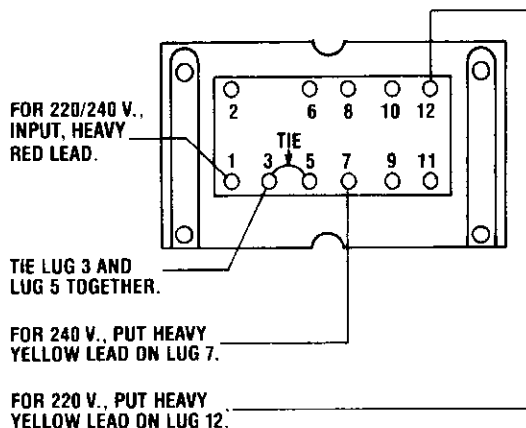 2 6 8 10 12
FOR 220/240 V.,
INPUT, HEAVY
RED LEAD.
TIE
1 3 5 7 9 11
TIE LUG 3 AND
LUG 5 TOGETHER.
FOR 240 V., PUT HEAVY
YELLOW LEAD ON LUG 7.
FOR 220 V., PUT HEAVY
YELLOW LEAD ON LUG 12.